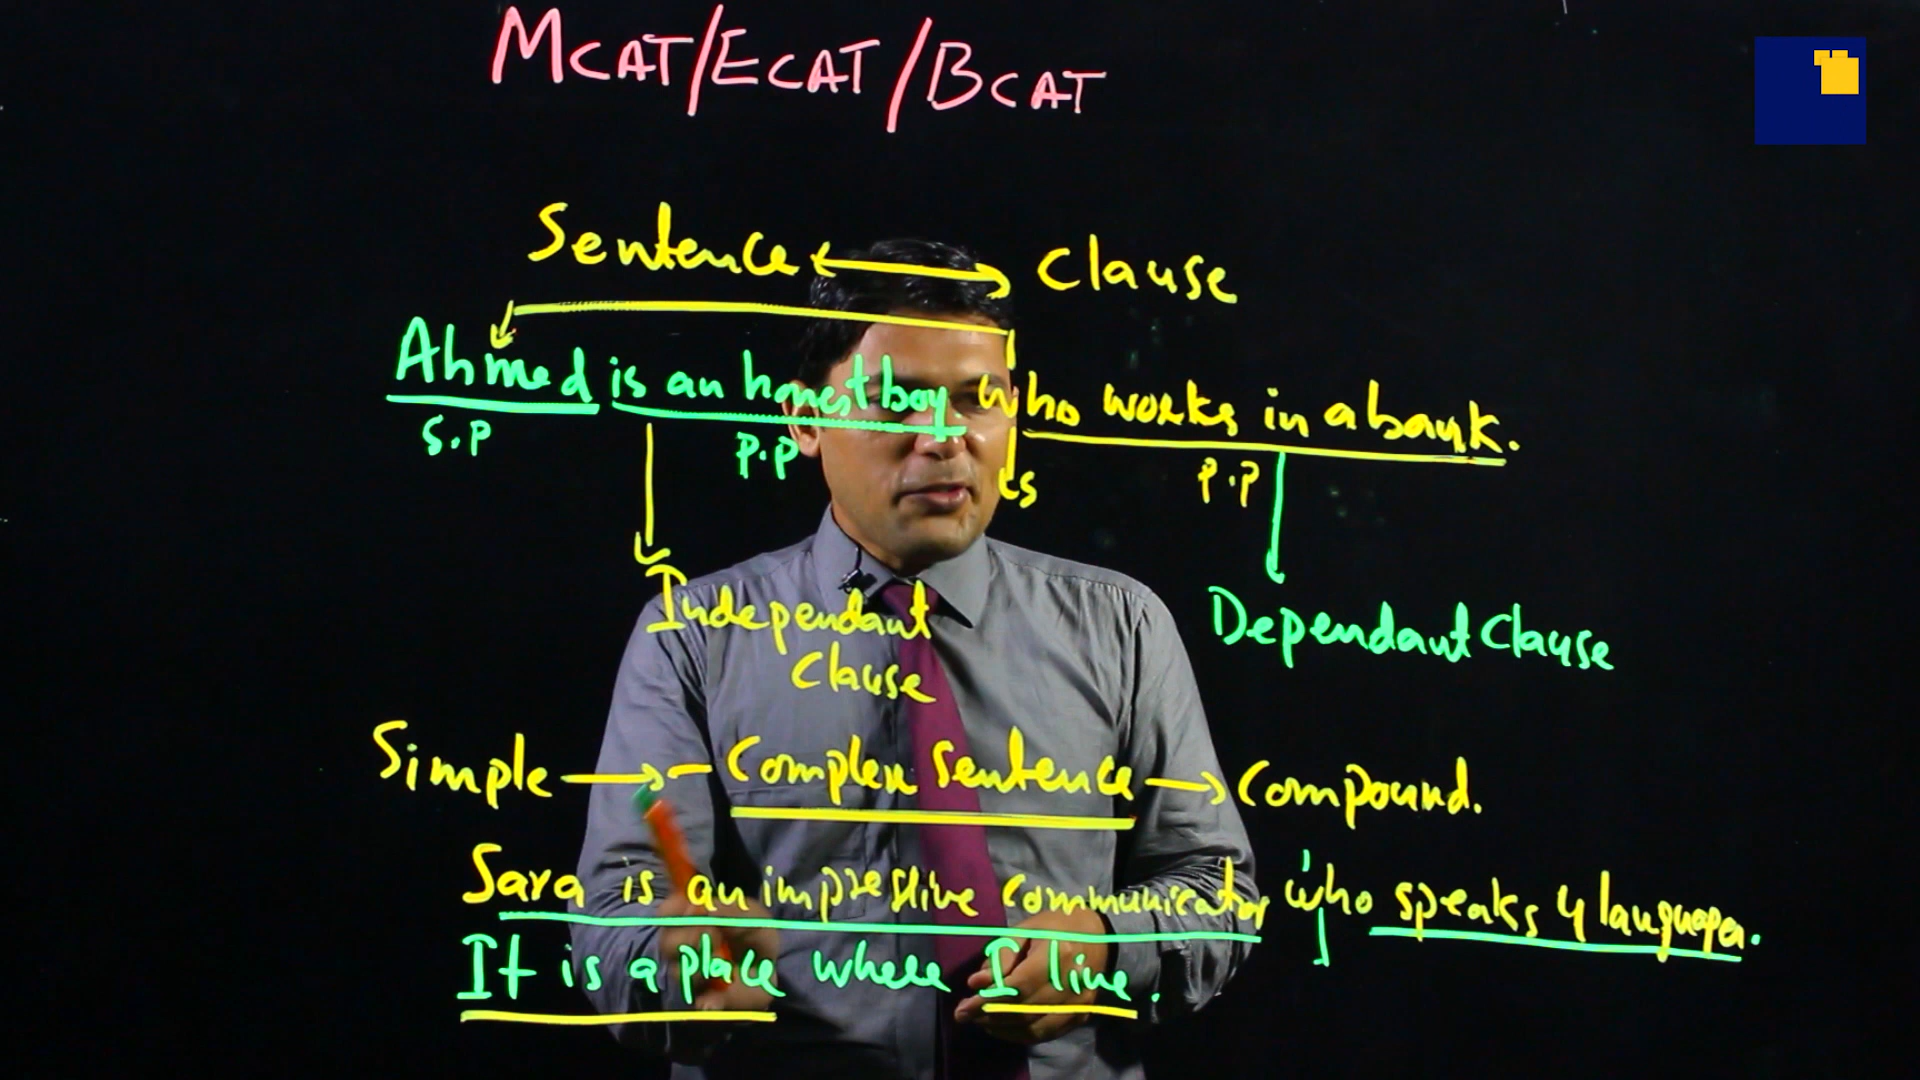 MCAT/ECAT/BCAT
Sentence ↔ Clause
Ahmed is an honest boy who works in a bank.
S.P P.P S P.P
Independant Dependant Clause
Clause
Simple → - Complex Sentence → Compound.
Sara is an impressive communicator who speaks 4 languages.
It is a place where I live.